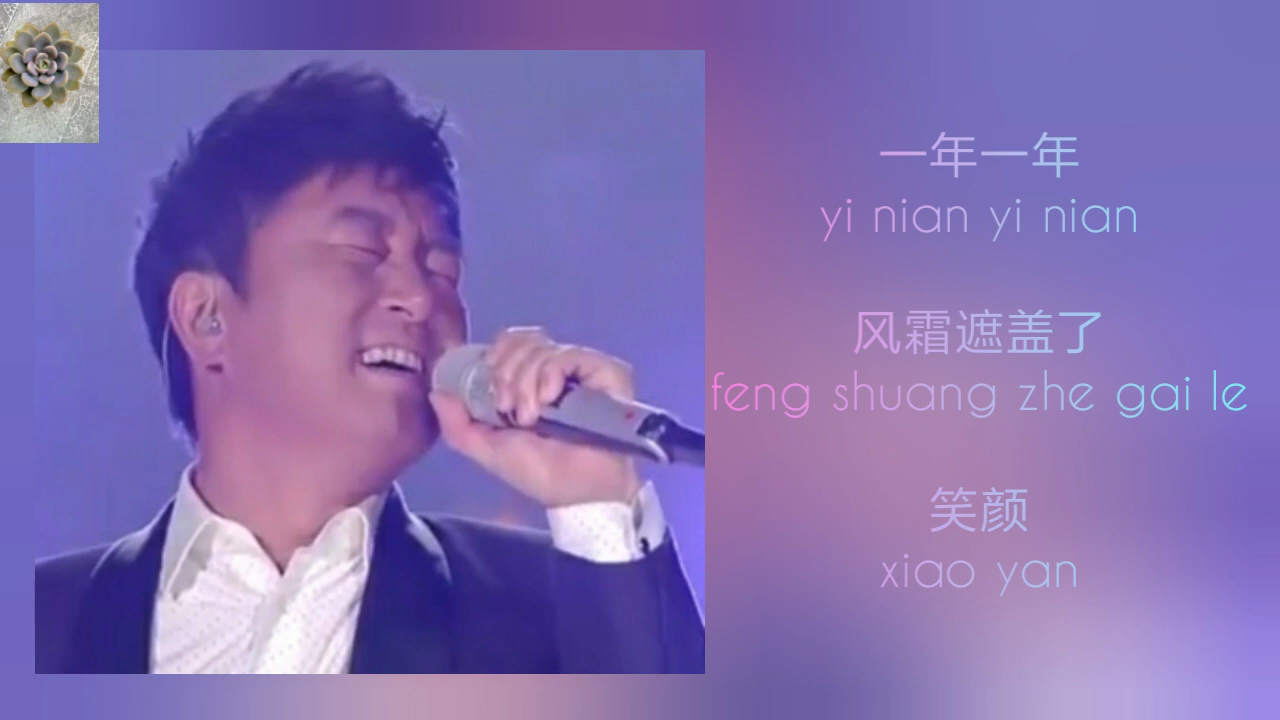 一年一年
yi nian yi nian
风霜遮盖了
feng shuang zhe gai le
笑颜
xiao yan